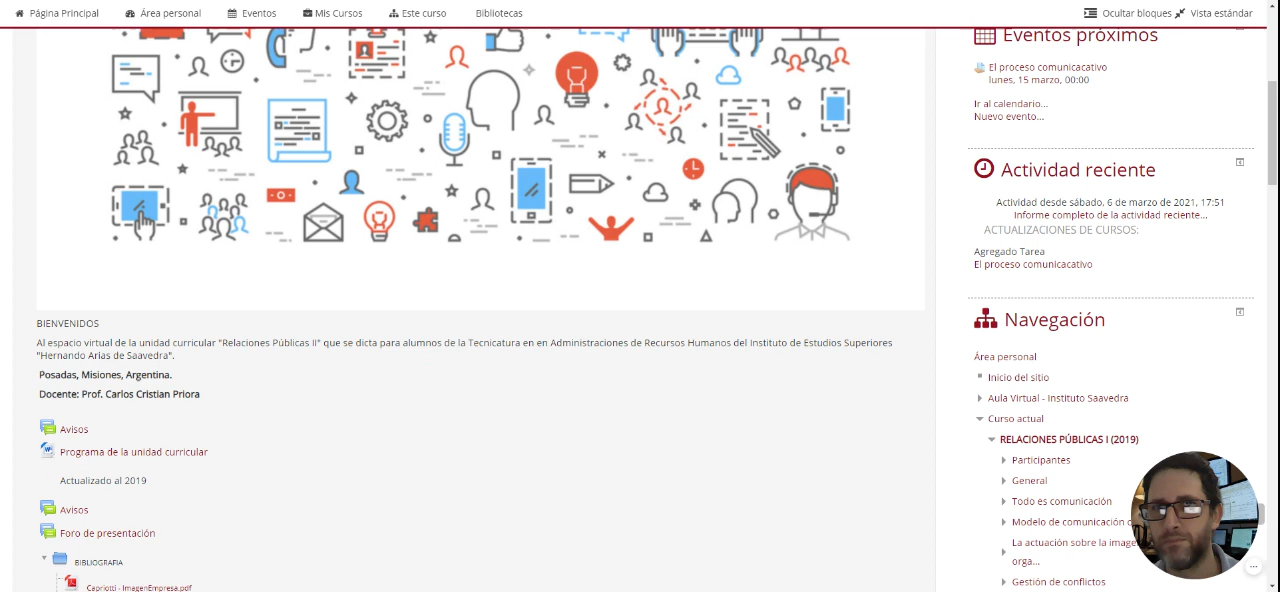 Página Principal Área personal Eventos Mis Cursos Este curso Bibliotecas Ocultar bloques Vista estándar
BIENVENIDOS
Al espacio virtual de la unidad curricular "Relaciones Públicas II" que se dicta para alumnos de la Tecnicatura en en Administraciones de Recursos Humanos del Instituto de Estudios Superiores
"Hernando Arias de Saavedra".
Posadas, Misiones, Argentina.
Docente: Prof. Carlos Cristian Priora
Avisos
Programa de la unidad curricular
Actualizado al 2019
Avisos
Foro de presentación
BIBLIOGRAFIA
Capriotti - ImagenEmpresa.pdf
Eventos próximos
El proceso comunicacativo
lunes, 15 marzo, 00:00
Ir al calendario...
Nuevo evento...
Actividad reciente
Actividad desde sábado, 6 de marzo de 2021, 17:51
Informe completo de la actividad reciente...
ACTUALIZACIONES DE CURSOS:
Agregado Tarea
El proceso comunicacativo
Navegación
Área personal
Inicio del sitio
Aula Virtual - Instituto Saavedra
Curso actual
RELACIONES PÚBLICAS I (2019)
Participantes
General
Todo es comunicación
Modelo de comunicación
La actuación sobre la imagen
orga...
Gestión de conflictos